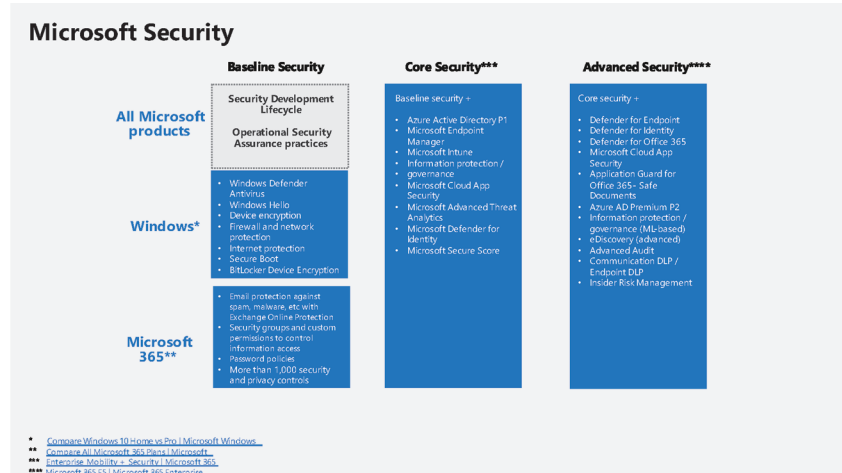 Microsoft Security
Baseline Security
Core Security***
Advanced Security****
All Microsoft
products
Security Development
Lifecycle
Operational Security
Assurance practices
Windows*
• Windows Defender
Antivirus
• Windows Hello
• Device encryption
• Firewall and network
protection
• Internet protection
• Secure Boot
• BitLocker Device Encryption
Microsoft
365**
• Email protection against
spam, malware, etc with
Exchange Online Protection
• Security groups and custom
permissions to control
information access
• Password policies
• More than 1,000 security
and privacy controls
Baseline security +
• Azure Active Directory P1
• Microsoft Endpoint
Manager
• Microsoft Intune
• Information protection /
• governance
• Microsoft Cloud App
Security
• Microsoft Advanced Threat
Analytics
• Microsoft Defender for
Identity
• Microsoft Secure Score
Core security +
• Defender for Endpoint
• Defender for Identity
• Defender for Office 365
• Microsoft Cloud App
Security
• Application Guard for
Office 365- Safe
Documents
• Azure AD Premium P2
• Information protection /
governance (ML-based)
• eDiscovery (advanced)
• Advanced Audit
• Communication DLP /
Endpoint DLP
• Insider Risk Management
* Compare Windows 10 Home vs Pro | Microsoft Windows
** Compare All Microsoft 365 Plans | Microsoft
*** Enterprise Mobility + Security | Microsoft 365
**** Microsoft 365 E5 | Microsoft 365 Enterprise